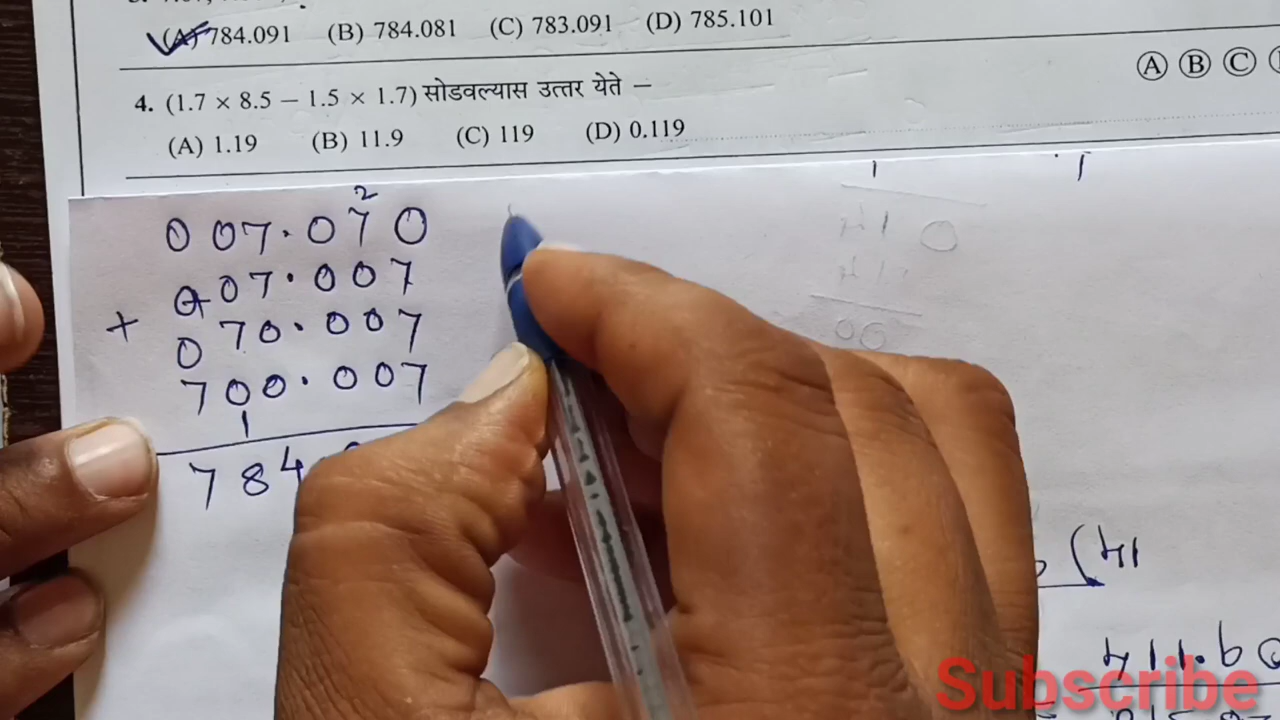 (A) 784.091 (B) 784.081 (C) 783.091 (D) 785.101
A B C
4. (1.7 × 8.5 – 1.5 × 1.7) सोडवल्यास उत्तर येते –
(A) 1.19 (B) 11.9 (C) 119 (D) 0.119
2
007.070
007.007
+ 070.007
700.007
1
784
Subscribe